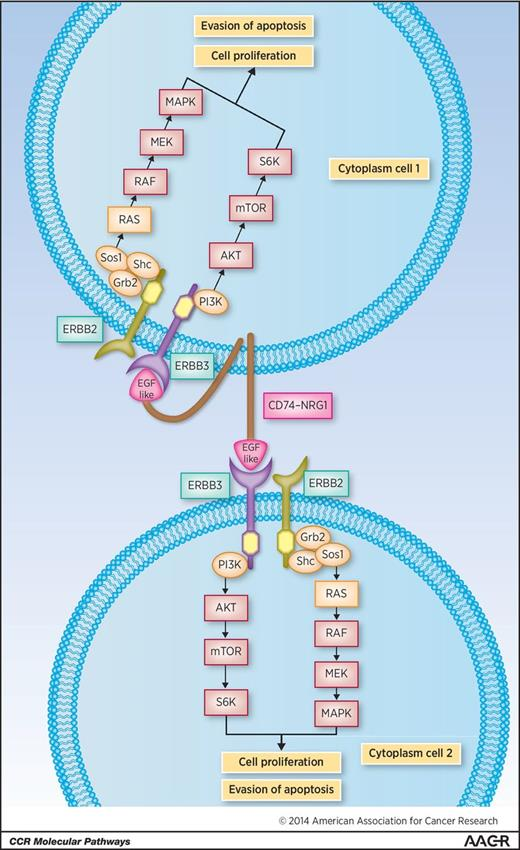 Evasion of apoptosis
Cell proliferation
MAPK
MEK
RAF
RAS
Sos1
Shc
Grb2
S6K
mTOR
AKT
PI3K
Cytoplasm cell 1
ERBB2
ERBB3
EGF
like
CD74–NRG1
EGF
like
ERBB3
ERBB2
PI3K
AKT
mTOR
S6K
Grb2
Shc
Sos1
RAS
RAF
MEK
MAPK
Cell proliferation
Evasion of apoptosis
Cytoplasm cell 2
© 2014 American Association for Cancer Research
CCR Molecular Pathways
AACR